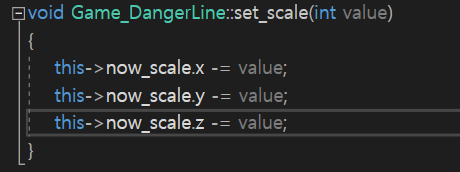 void Game_DangerLine::set_scale(int value)
{
this->now_scale.x -= value;
this->now_scale.y -= value;
this->now_scale.z -= value;
}